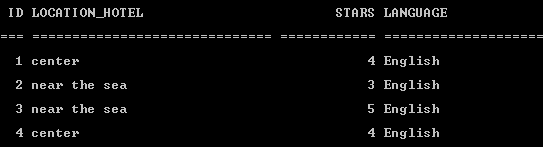 ID LOCATION_HOTEL STARS LANGUAGE
=== ============================== ============ ====================
1 center 4 English
2 near the sea 3 English
3 near the sea 5 English
4 center 4 English